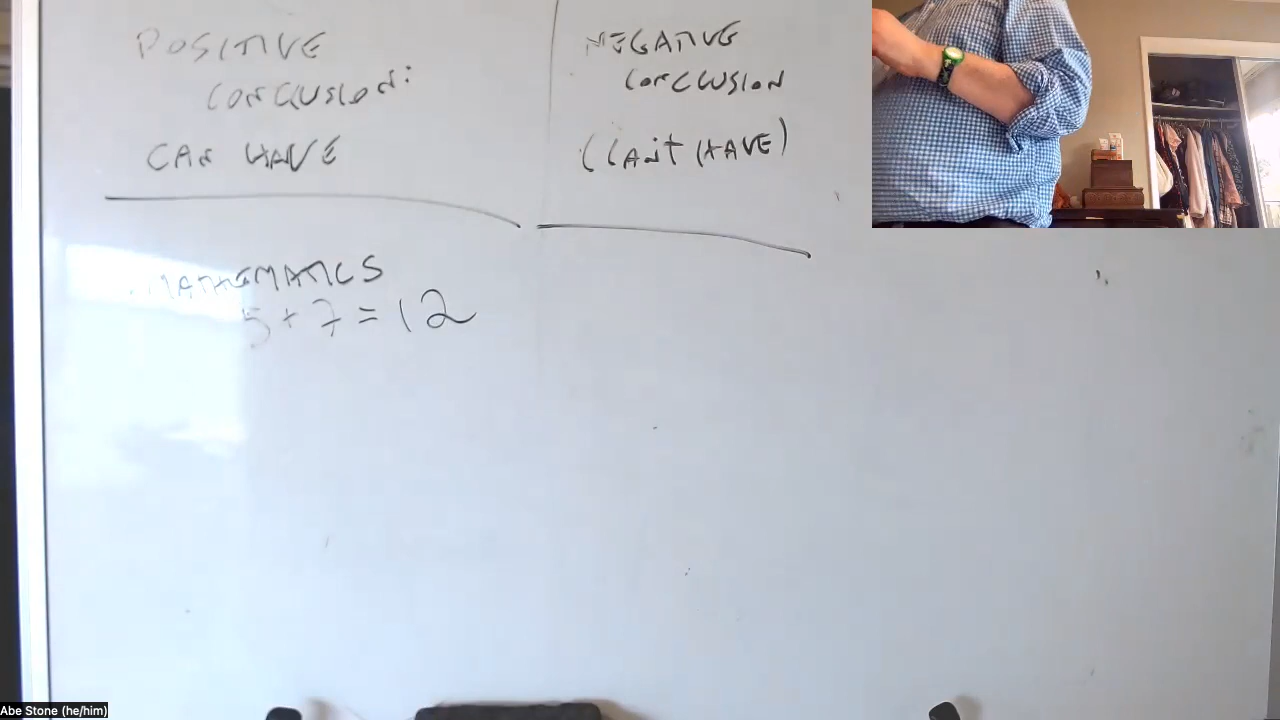 POSITIVE
CONCLUSION:
CAN HAVE
NEGATIVE
CONCLUSION
(CAN'T HAVE)
MATHEMATICS
5 + 7 = 12
Abe Stone (he/him)